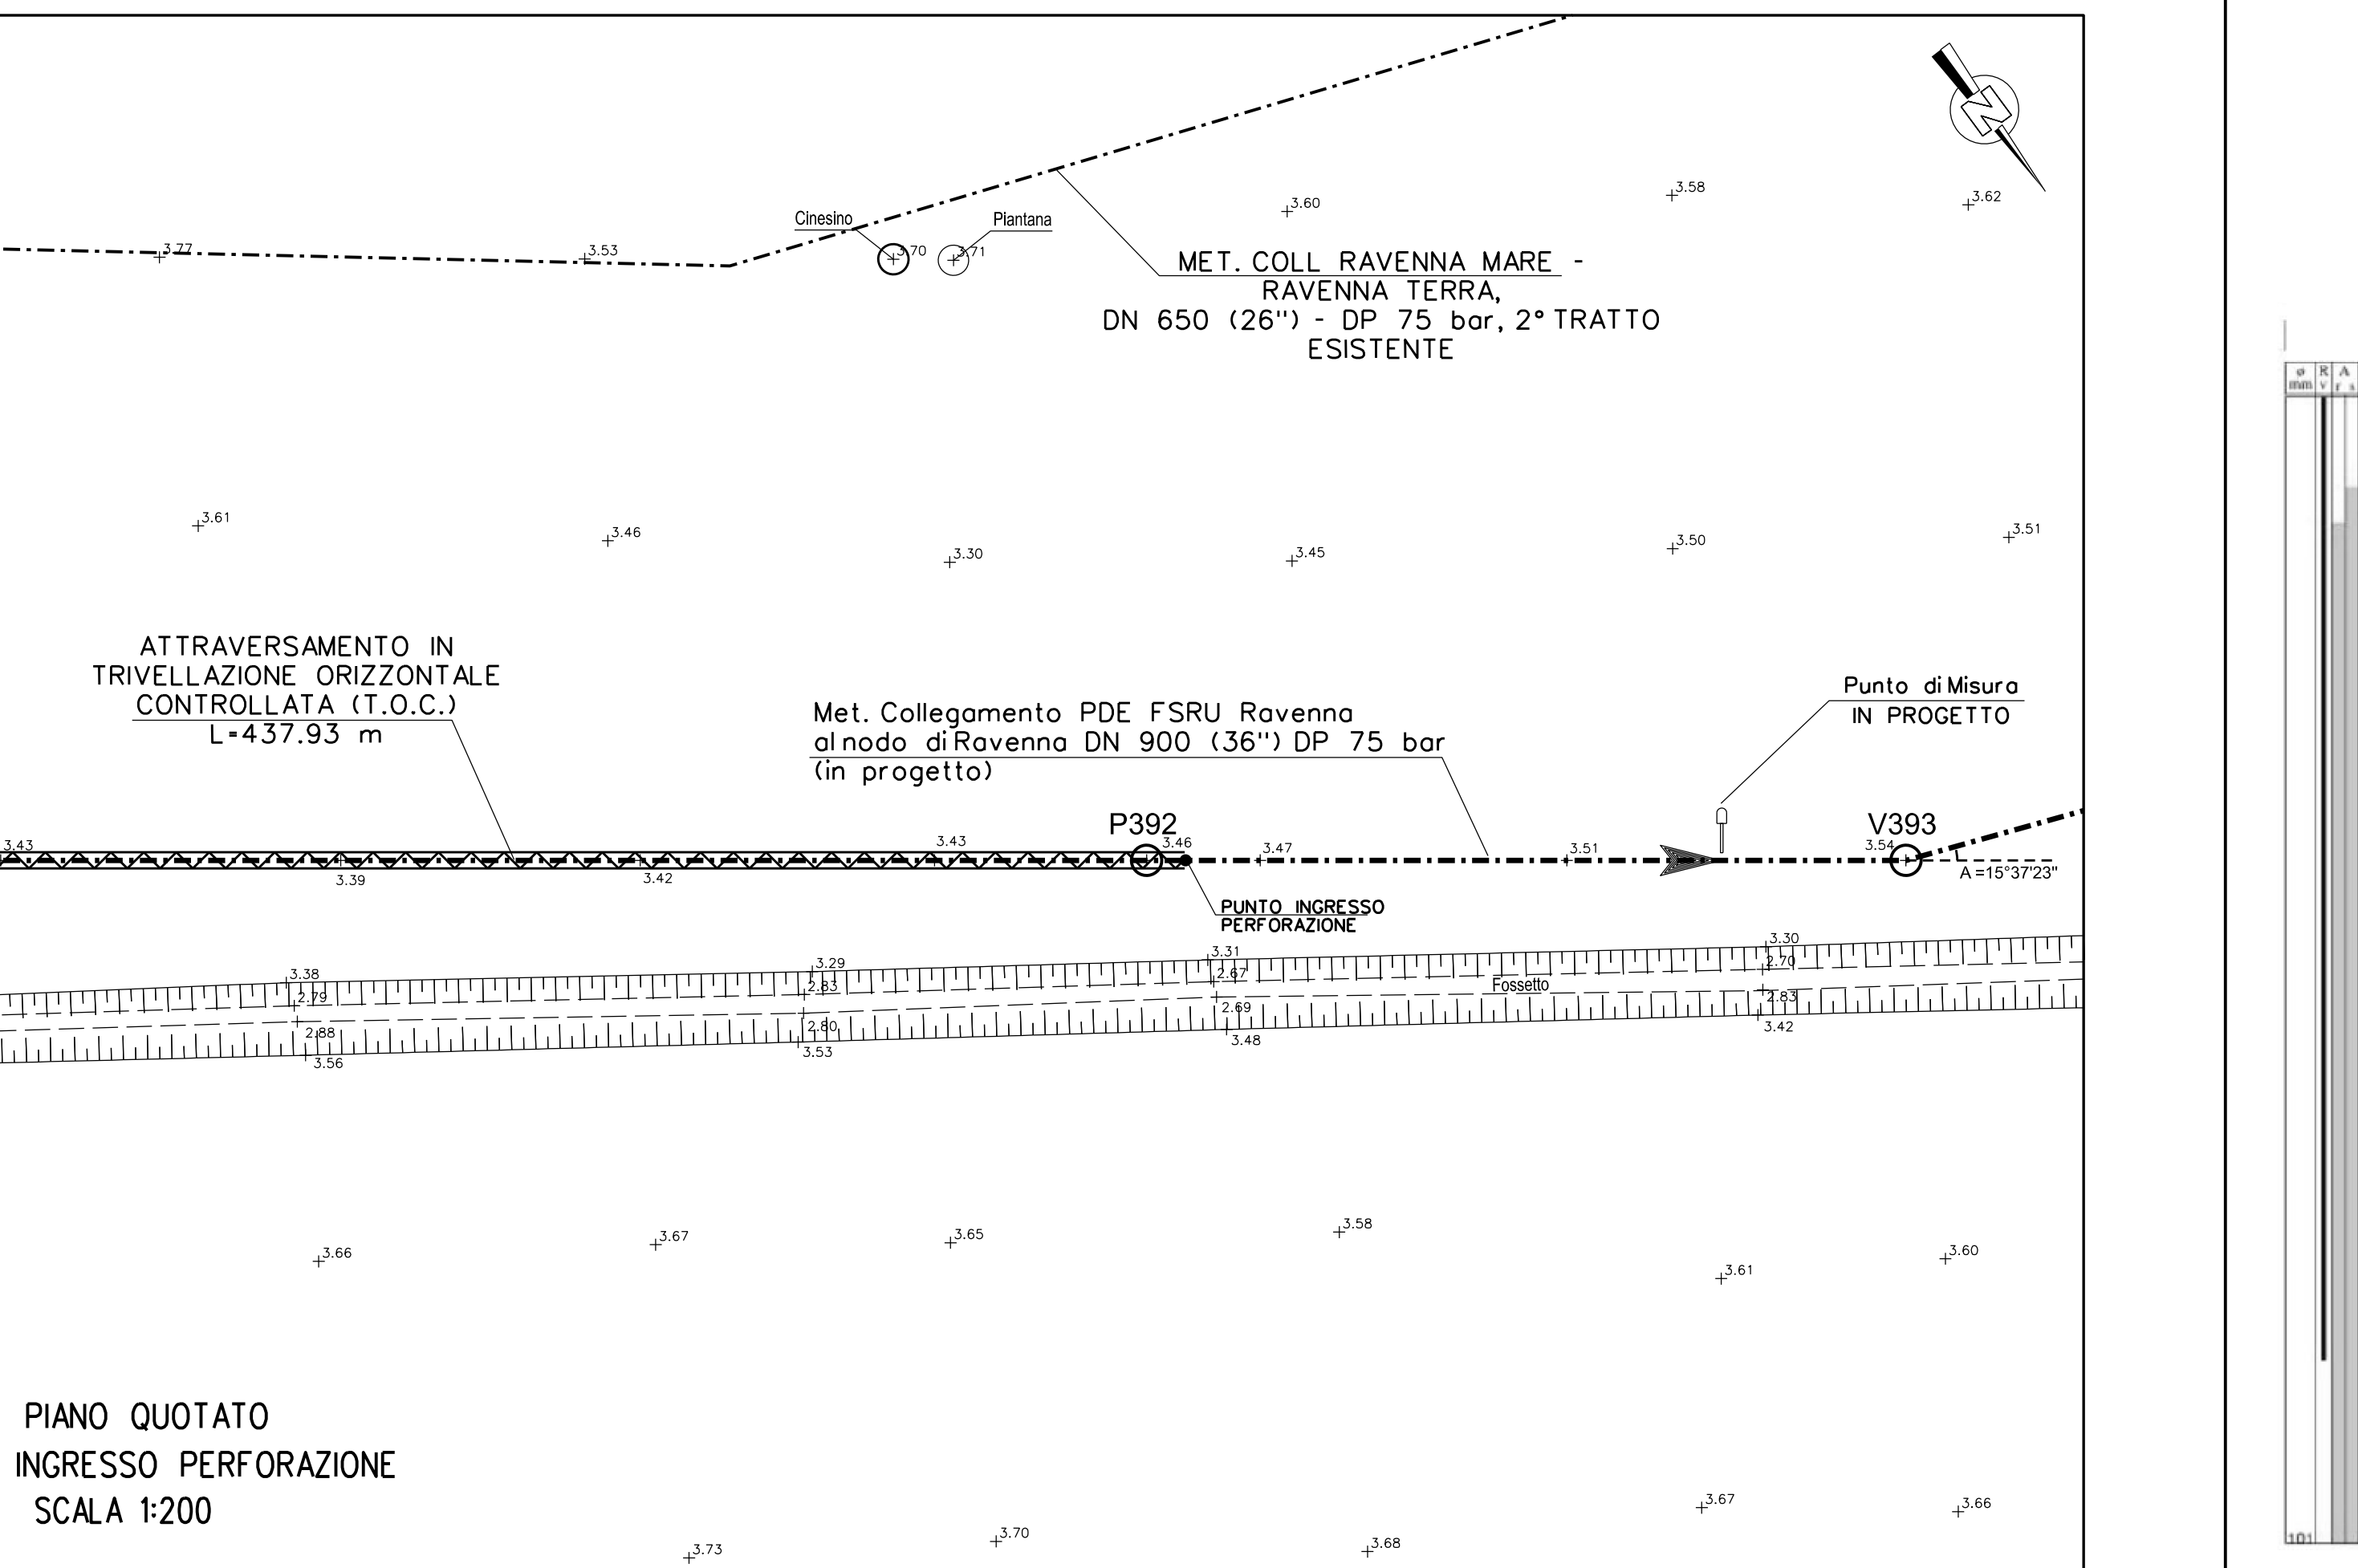 N
3.58
3.62
3.60
Cinesino
Piantana
3.77
3.53
3.70
3.71
MET. COLL RAVENNA MARE -
RAVENNA TERRA,
DN 650 (26") - DP 75 bar, 2° TRATTO
ESISTENTE
ø R A
mm V r s
3.61
3.46
3.30
3.45
3.50
3.51
ATTRAVERSAMENTO IN
TRIVELLAZIONE ORIZZONTALE
CONTROLLATA (T.O.C.)
L=437.93 m
Met. Collegamento PDE FSRU Ravenna
al nodo di Ravenna DN 900 (36") DP 75 bar
(in progetto)
Punto di Misura
IN PROGETTO
P392
V393
3.43
3.43
3.46
3.47
3.51
3.54
3.39
3.42
A =15°37'23"
PUNTO INGRESSO
PERFORAZIONE
3.38
3.29
3.31
3.30
2.79
2.83
2.67
2.70
Fossetto
2.88
2.80
2.69
2.83
3.56
3.53
3.48
3.42
3.66
3.67
3.65
3.58
3.61
3.60
PIANO QUOTATO
INGRESSO PERFORAZIONE
SCALA 1:200
3.73
3.70
3.68
3.67
3.66
101